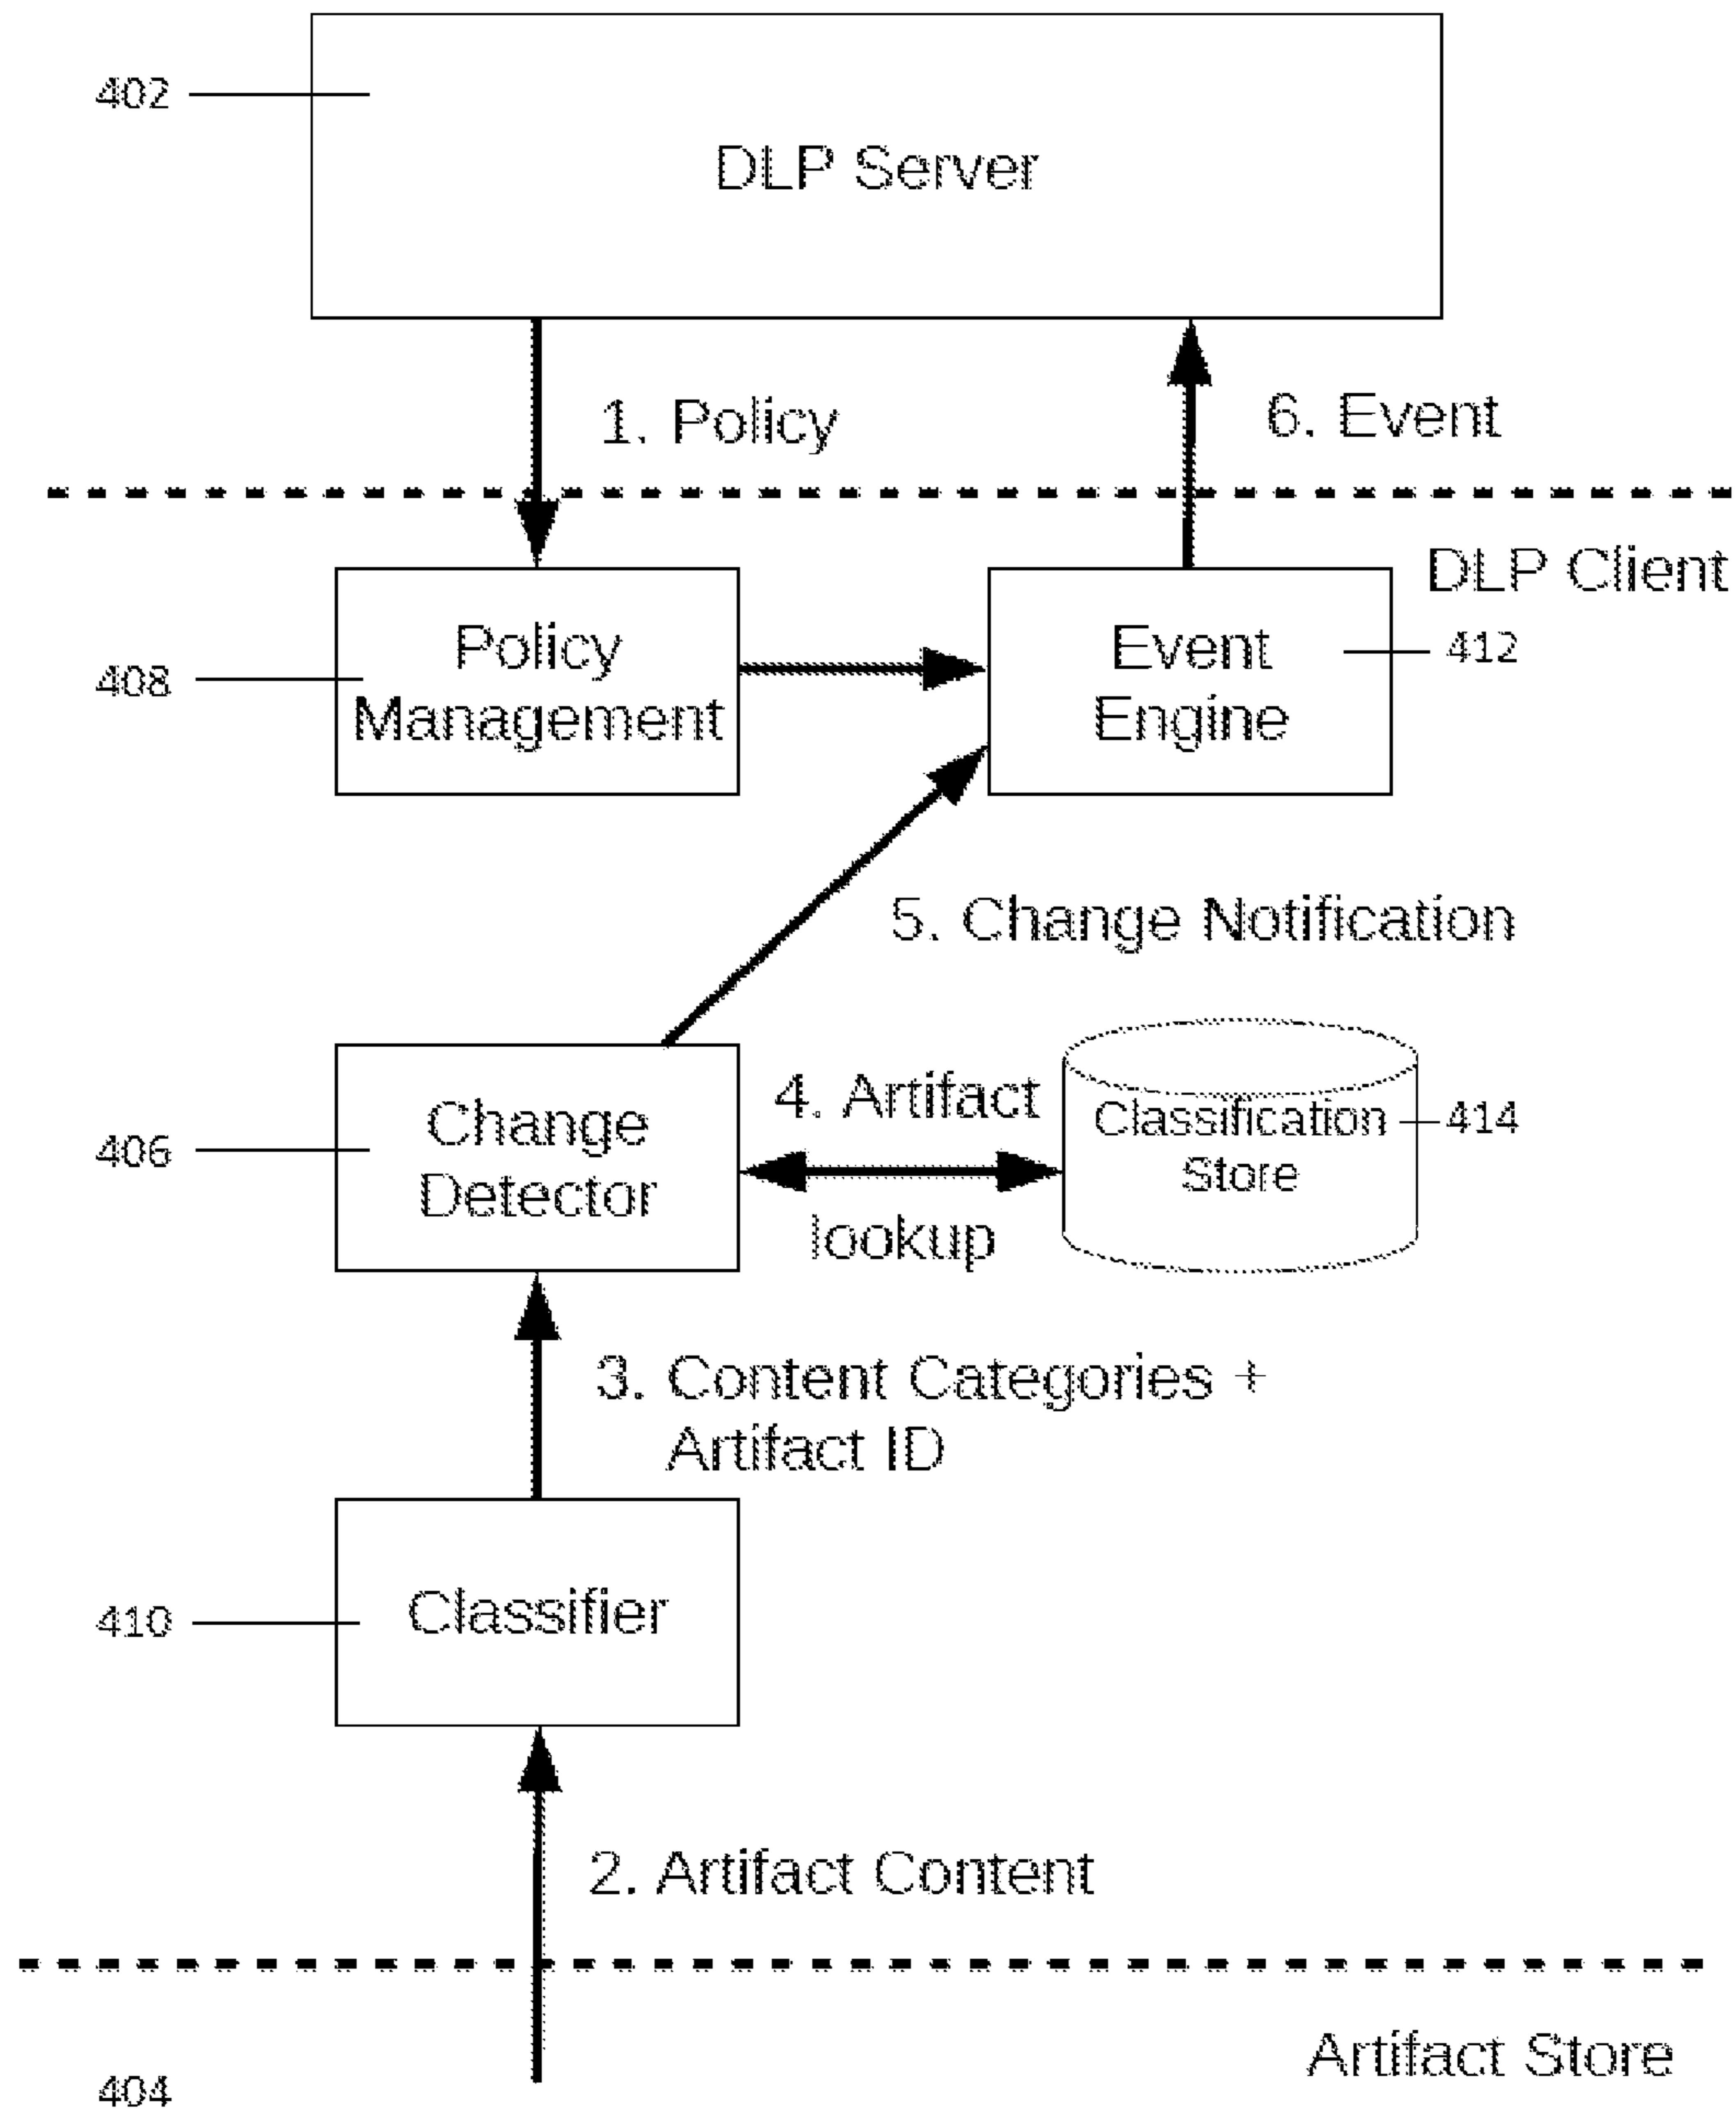 402
DLP Server
1. Policy
6. Event
DLP Client
408
Policy
Management
Event
Engine
412
5. Change Notification
406
Change
Detector
4. Artifact
lookup
Classification
Store
414
3. Content Categories +
Artifact ID
410
Classifier
2. Artifact Content
Artifact Store
404